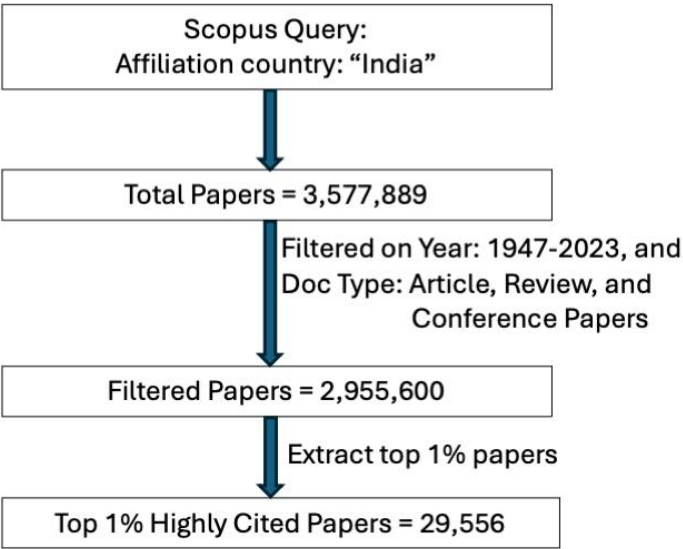 Scopus Query:
Affiliation country: “India”
Total Papers = 3,577,889
Filtered on Year: 1947-2023, and
Doc Type: Article, Review, and
Conference Papers
Filtered Papers = 2,955,600
Extract top 1% papers
Top 1% Highly Cited Papers = 29,556